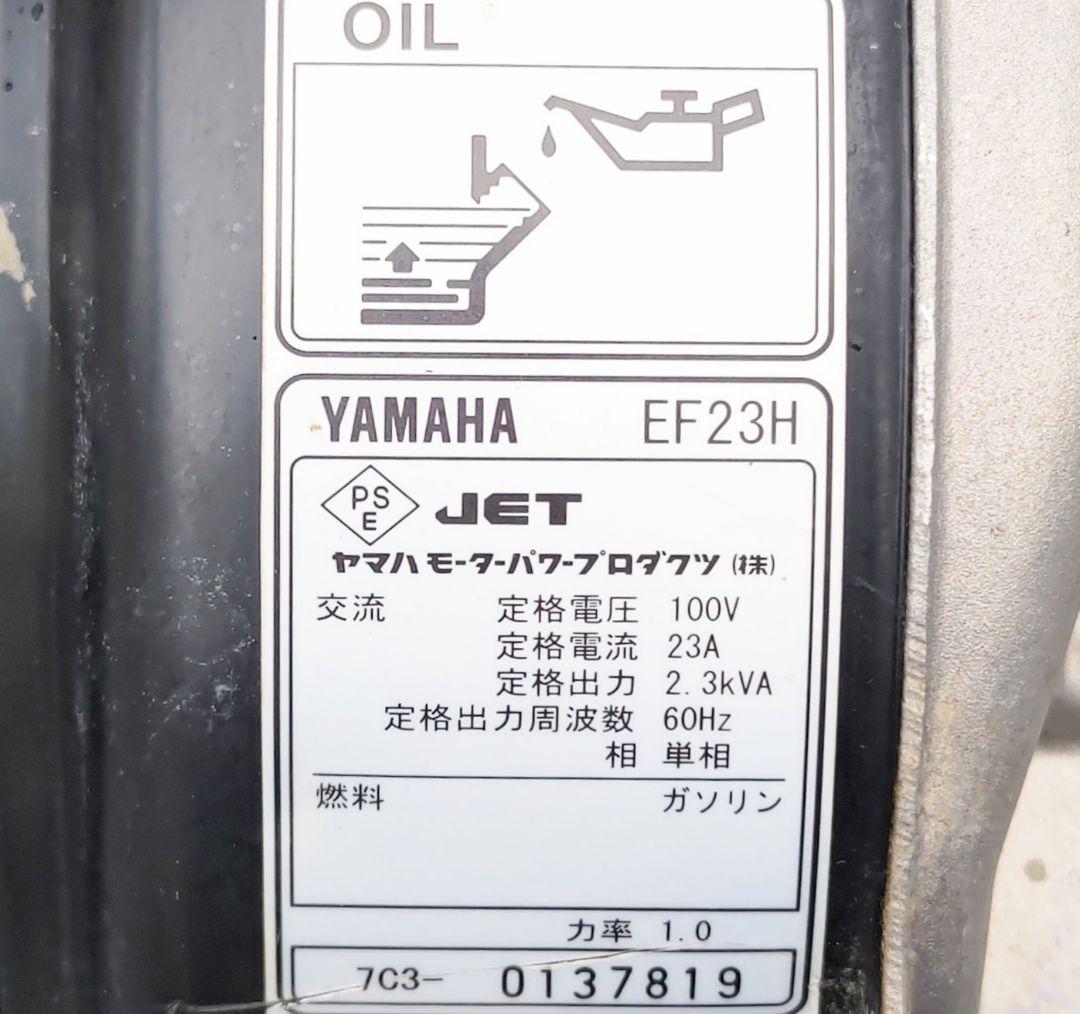 OIL
YAMAHA EF23H
PS
E
JET
ヤマハモーターパワープロダクツ(株)
交流 定格電圧 100V
定格電流 23A
定格出力 2.3kVA
定格出力周波数 60Hz
相 単相
燃料 ガソリン
力率 1.0
7C3- 0137819